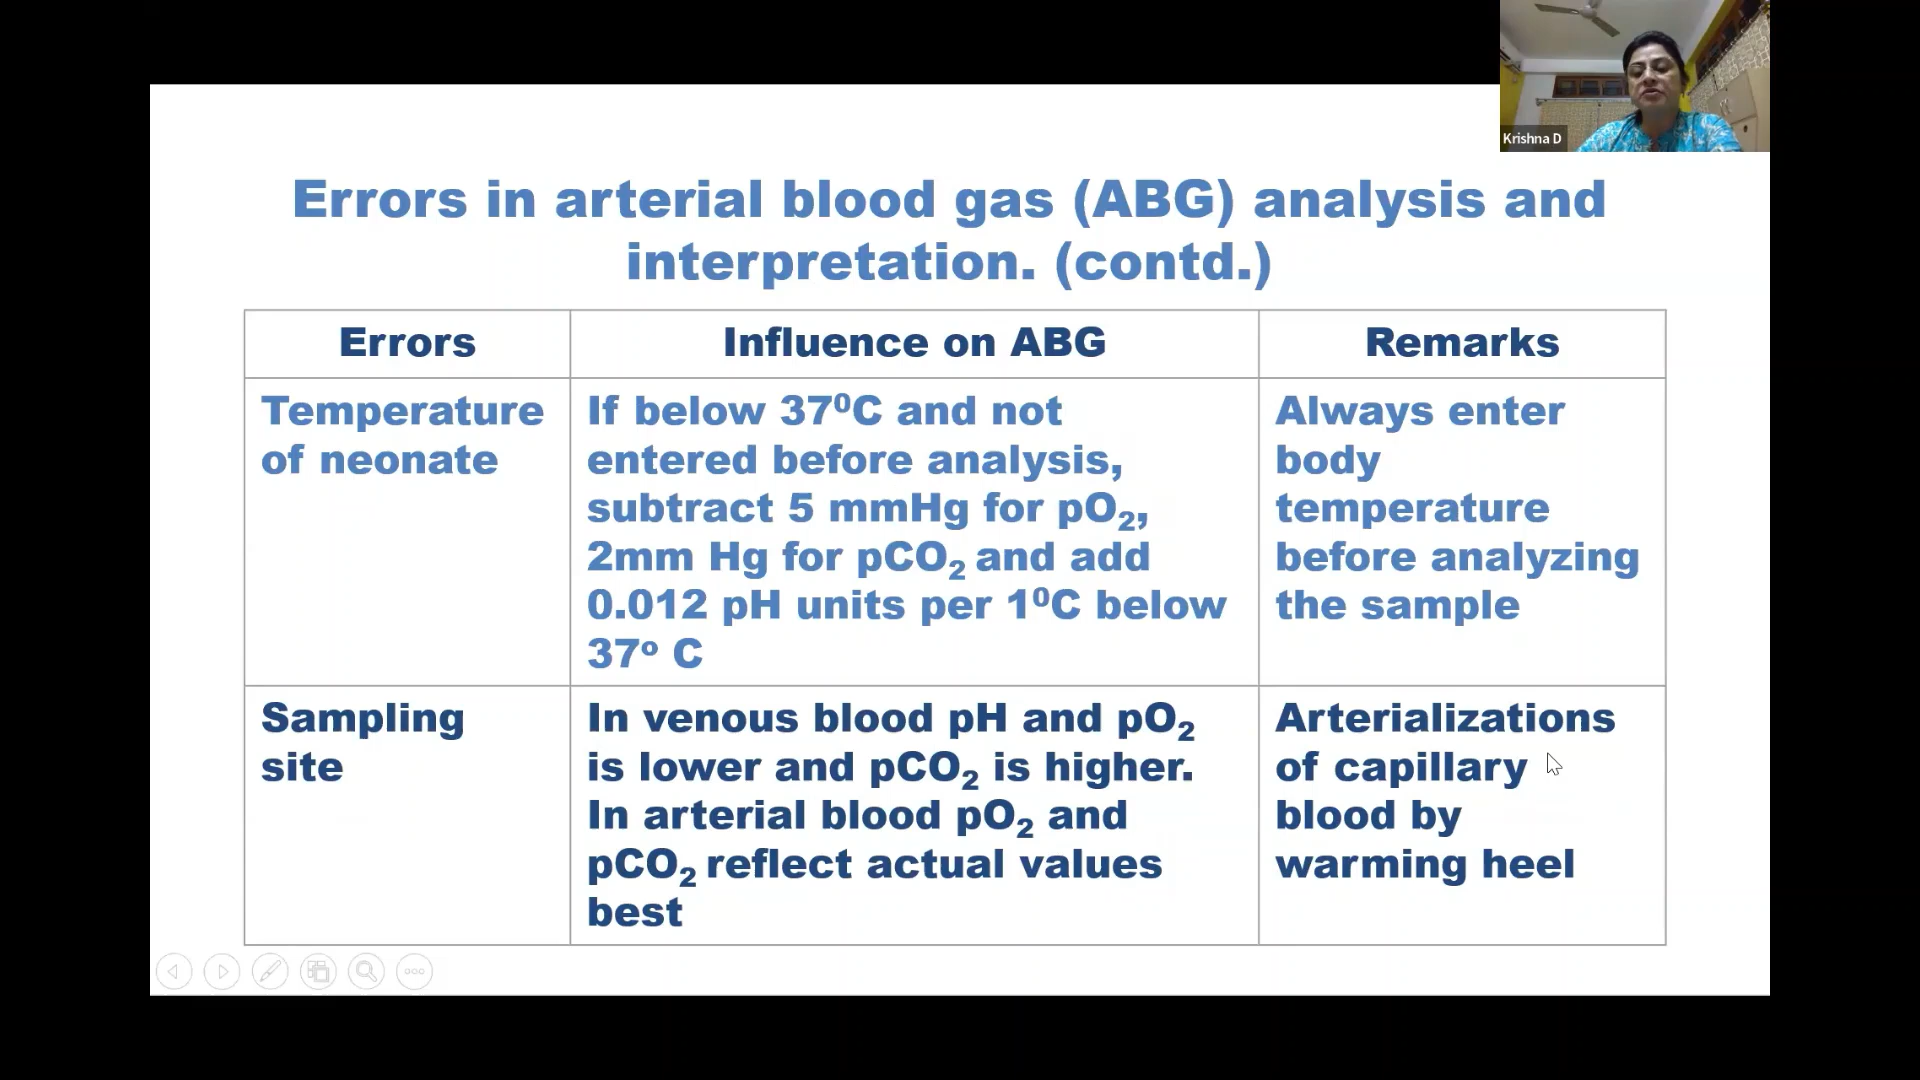 Krishna D
Errors in arterial blood gas (ABG) analysis and
interpretation. (contd.)
Errors
Influence on ABG
Remarks
Temperature
of neonate
If below 37⁰C and not
entered before analysis,
subtract 5 mmHg for pO₂,
2mm Hg for pCO₂ and add
0.012 pH units per 1⁰C below
37ᵒ C
Always enter
body
temperature
before analyzing
the sample
Sampling
site
In venous blood pH and pO₂
is lower and pCO₂ is higher.
In arterial blood pO₂ and
pCO₂ reflect actual values
best
Arterializations
of capillary
blood by
warming heel